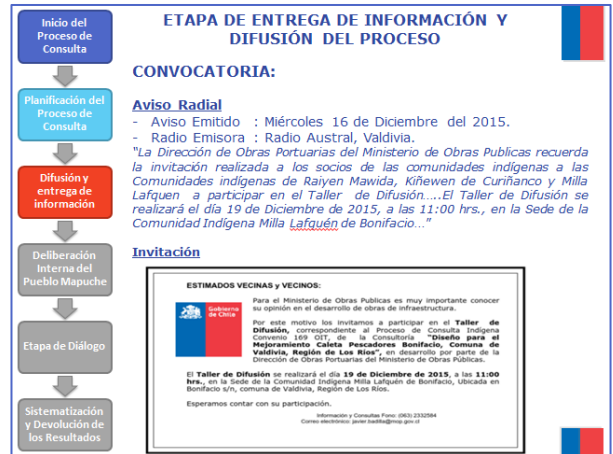 Inicio del
Proceso de
Consulta
Planificación del
Proceso de
Consulta
Difusión y
entrega de
información
Deliberación
Interna del
Pueblo Mapuche
Etapa de Diálogo
Sistematización
y Devolución de
los Resultados
ETAPA DE ENTREGA DE INFORMACIÓN Y
DIFUSIÓN DEL PROCESO
CONVOCATORIA:
Aviso Radial
- Aviso Emitido : Miércoles 16 de Diciembre del 2015.
- Radio Emisora : Radio Austral, Valdivia.
"La Dirección de Obras Portuarias del Ministerio de Obras Publicas recuerda
la invitación realizada a los socios de las comunidades indígenas a las
Comunidades indígenas de Raiyen Mawida, Kiñewen de Curiñanco y Milla
Lafquen a participar en el Taller de Difusión…..El Taller de Difusión se
realizará el día 19 de Diciembre de 2015, a las 11:00 hrs., en la Sede de la
Comunidad Indígena Milla Lafquén de Bonifacio…"
Invitación
ESTIMADOS VECINAS y VECINOS:
Gobierno
de Chile
Para el Ministerio de Obras Publicas es muy importante conocer
su opinión en el desarrollo de obras de infraestructura.
Por este motivo los invitamos a participar en el Taller de
Difusión, correspondiente al Proceso de Consulta Indígena
Convenio 169 OIT, de la Consultoría "Diseño para el
Mejoramiento Caleta Pescadores Bonifacio, Comuna de
Valdivia, Región de Los Ríos", en desarrollo por parte de la
Dirección de Obras Portuarias del Ministerio de Obras Públicas.
El Taller de Difusión se realizará el día 19 de Diciembre de 2015, a las 11:00
hrs., en la Sede de la Comunidad Indígena Milla Lafquén de Bonifacio, Ubicada en
Bonifacio s/n, comuna de Valdivia, Región de Los Ríos.
Esperamos contar con su participación.
Información y Consultas Fono: (063) 2332584
Correo electrónico: javier.badilla@mop.gov.cl